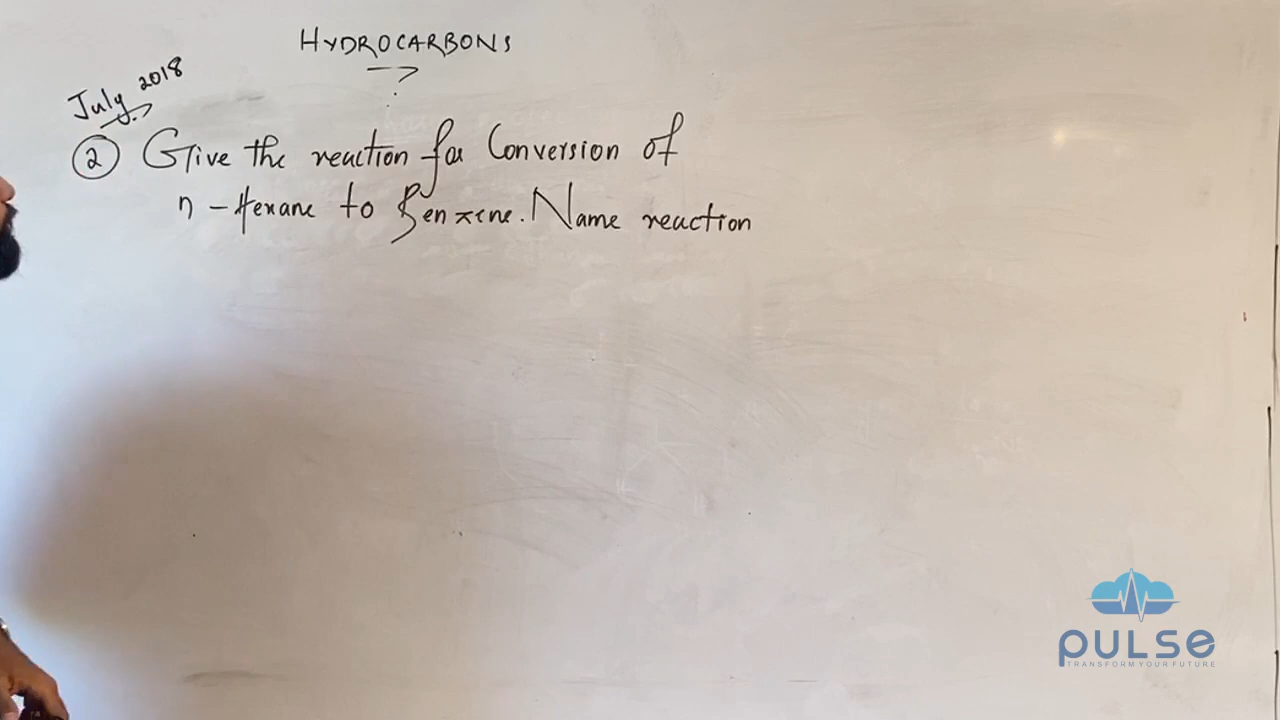 HYDROCARBONS
July 2018
② Give the reaction for Conversion of
n-Hexane to Benzene. Name reaction
PULSE
TRANSFORM YOUR FUTURE